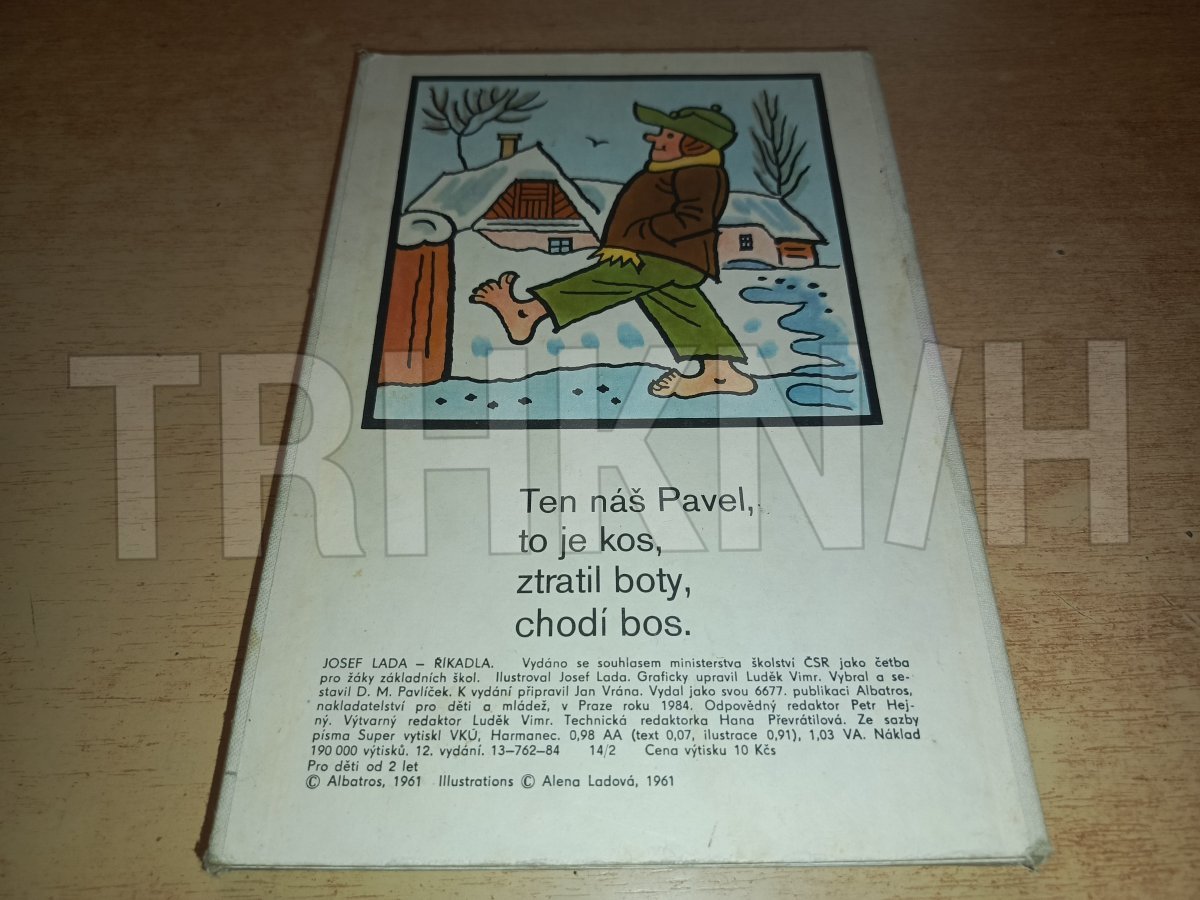 TRHKNIH
Ten náš Pavel,
to je kos,
ztratil boty,
chodí bos.
JOSEF LADA – ŘÍKADLA. Vydáno se souhlasem ministerstva školství ČSR jako četba
pro žáky základních škol. Ilustroval Josef Lada. Graficky upravil Luděk Vimr. Vybral a se-
stavil D. M. Pavlíček. K vydání připravil Jan Vrána. Vydal jako svou 6677. publikaci Albatros,
nakladatelství pro děti a mládež, v Praze roku 1984. Odpovědný redaktor Petr Hej-
ný. Výtvarný redaktor Luděk Vimr. Technická redaktorka Hana Převrátilová. Ze sazby
písma Super vytiskl VKÚ, Harmanec. 0,98 AA (text 0,07, ilustrace 0,91), 1,03 VA. Náklad
190 000 výtisků. 12. vydání. 13–762–84 14/2 Cena výtisku 10 Kčs
Pro děti od 2 let
© Albatros, 1961 Illustrations © Alena Ladová, 1961